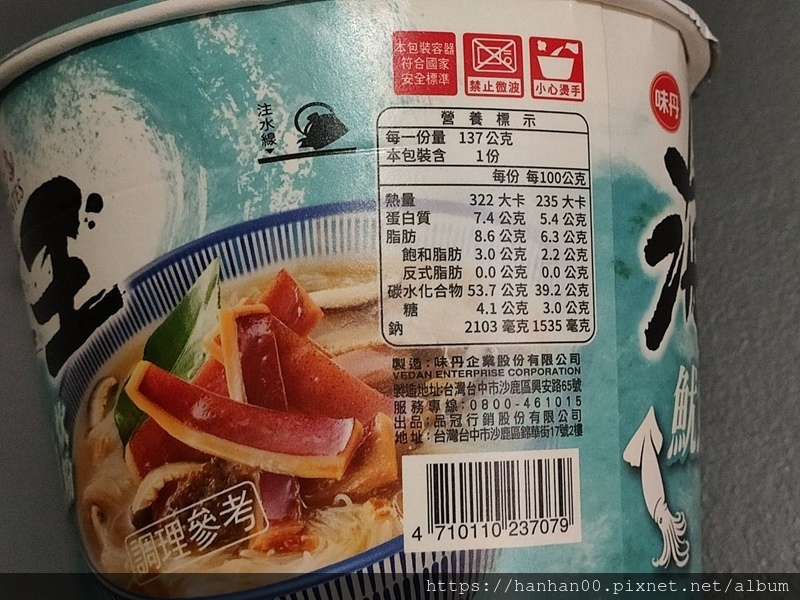 本包裝容器
符合國家
安全標準
禁止微波
小心燙手
注水線
味丹
營養標示
每一份量 137公克
本包裝含 1份
每份 每100公克
熱量 322 大卡 235 大卡
蛋白質 7.4 公克 5.4 公克
脂肪 8.6 公克 6.3 公克
飽和脂肪 3.0 公克 2.2 公克
反式脂肪 0.0 公克 0.0 公克
碳水化合物 53.7 公克 39.2 公克
糖 4.1 公克 3.0 公克
鈉 2103 毫克 1535 毫克
王
海
魷
製造:味丹企業股份有限公司
VEDAN ENTERPRISE CORPORATION
製造地址:台灣台中市沙鹿區興安路65號
服務專線:0800-461015
出品:品冠行銷股份有限公司
地址:台灣台中市沙鹿區錦華街17號2樓
4 710110 237079
調理參考
https://hanhan00.pixnet.net/album